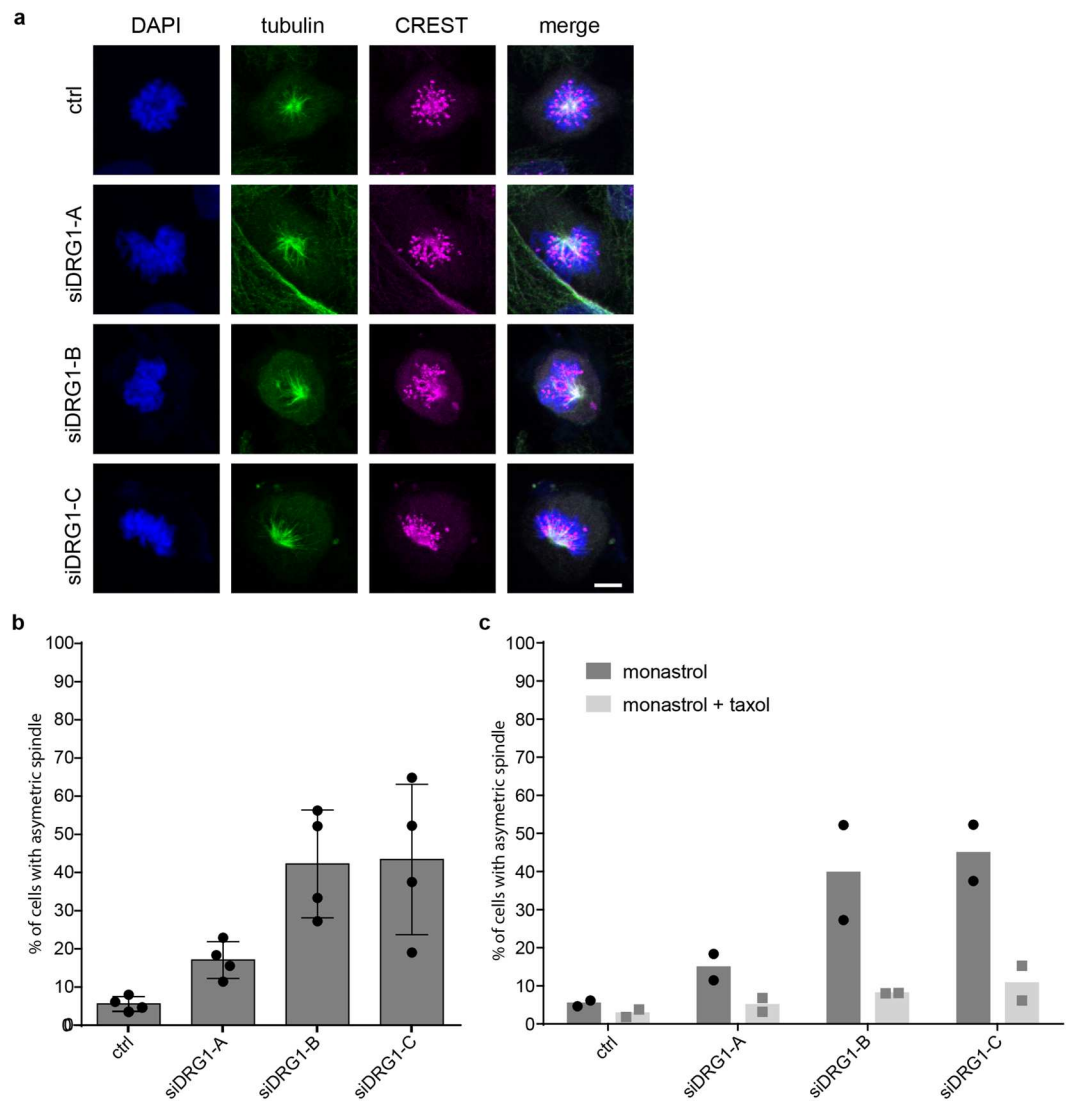 a
DAPI tubulin CREST merge
ctrl
siDRG1-A
siDRG1-B
siDRG1-C
b
% of cells with asymetric spindle
100
90
80
70
60
50
40
30
20
10
0
ctrl siDRG1-A siDRG1-B siDRG1-C
c
% of cells with asymetric spindle
100
90
80
70
60
50
40
30
20
10
0
monastrol
monastrol + taxol
ctrl siDRG1-A siDRG1-B siDRG1-C